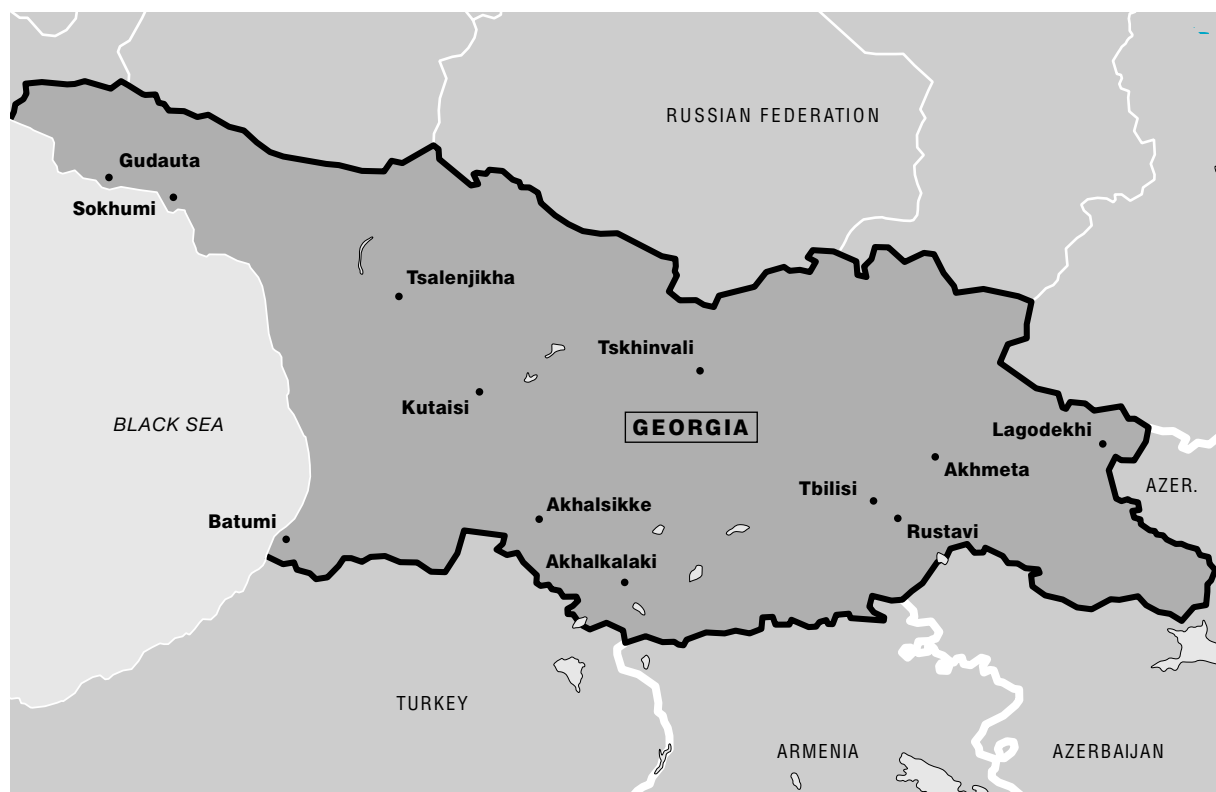 RUSSIAN FEDERATION
Gudauta
Sokhumi
Tsalenjikha
Tskhinvali
Kutaisi
BLACK SEA
GEORGIA
Lagodekhi
Akhmeta
AZER.
Tbilisi
Akhalsikke
Batumi
Rustavi
Akhalkalaki
TURKEY
ARMENIA
AZERBAIJAN